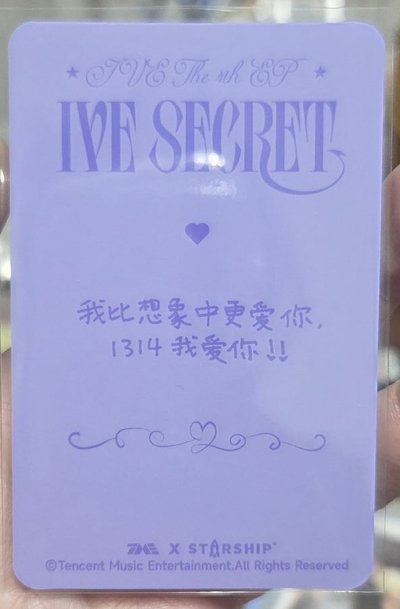 IVE The 4th EP
IVE SECRET
我比想象中更愛你,
1314 我爱你!!
TME X STARSHIP
©Tencent Music Entertainment.All Rights Reserved